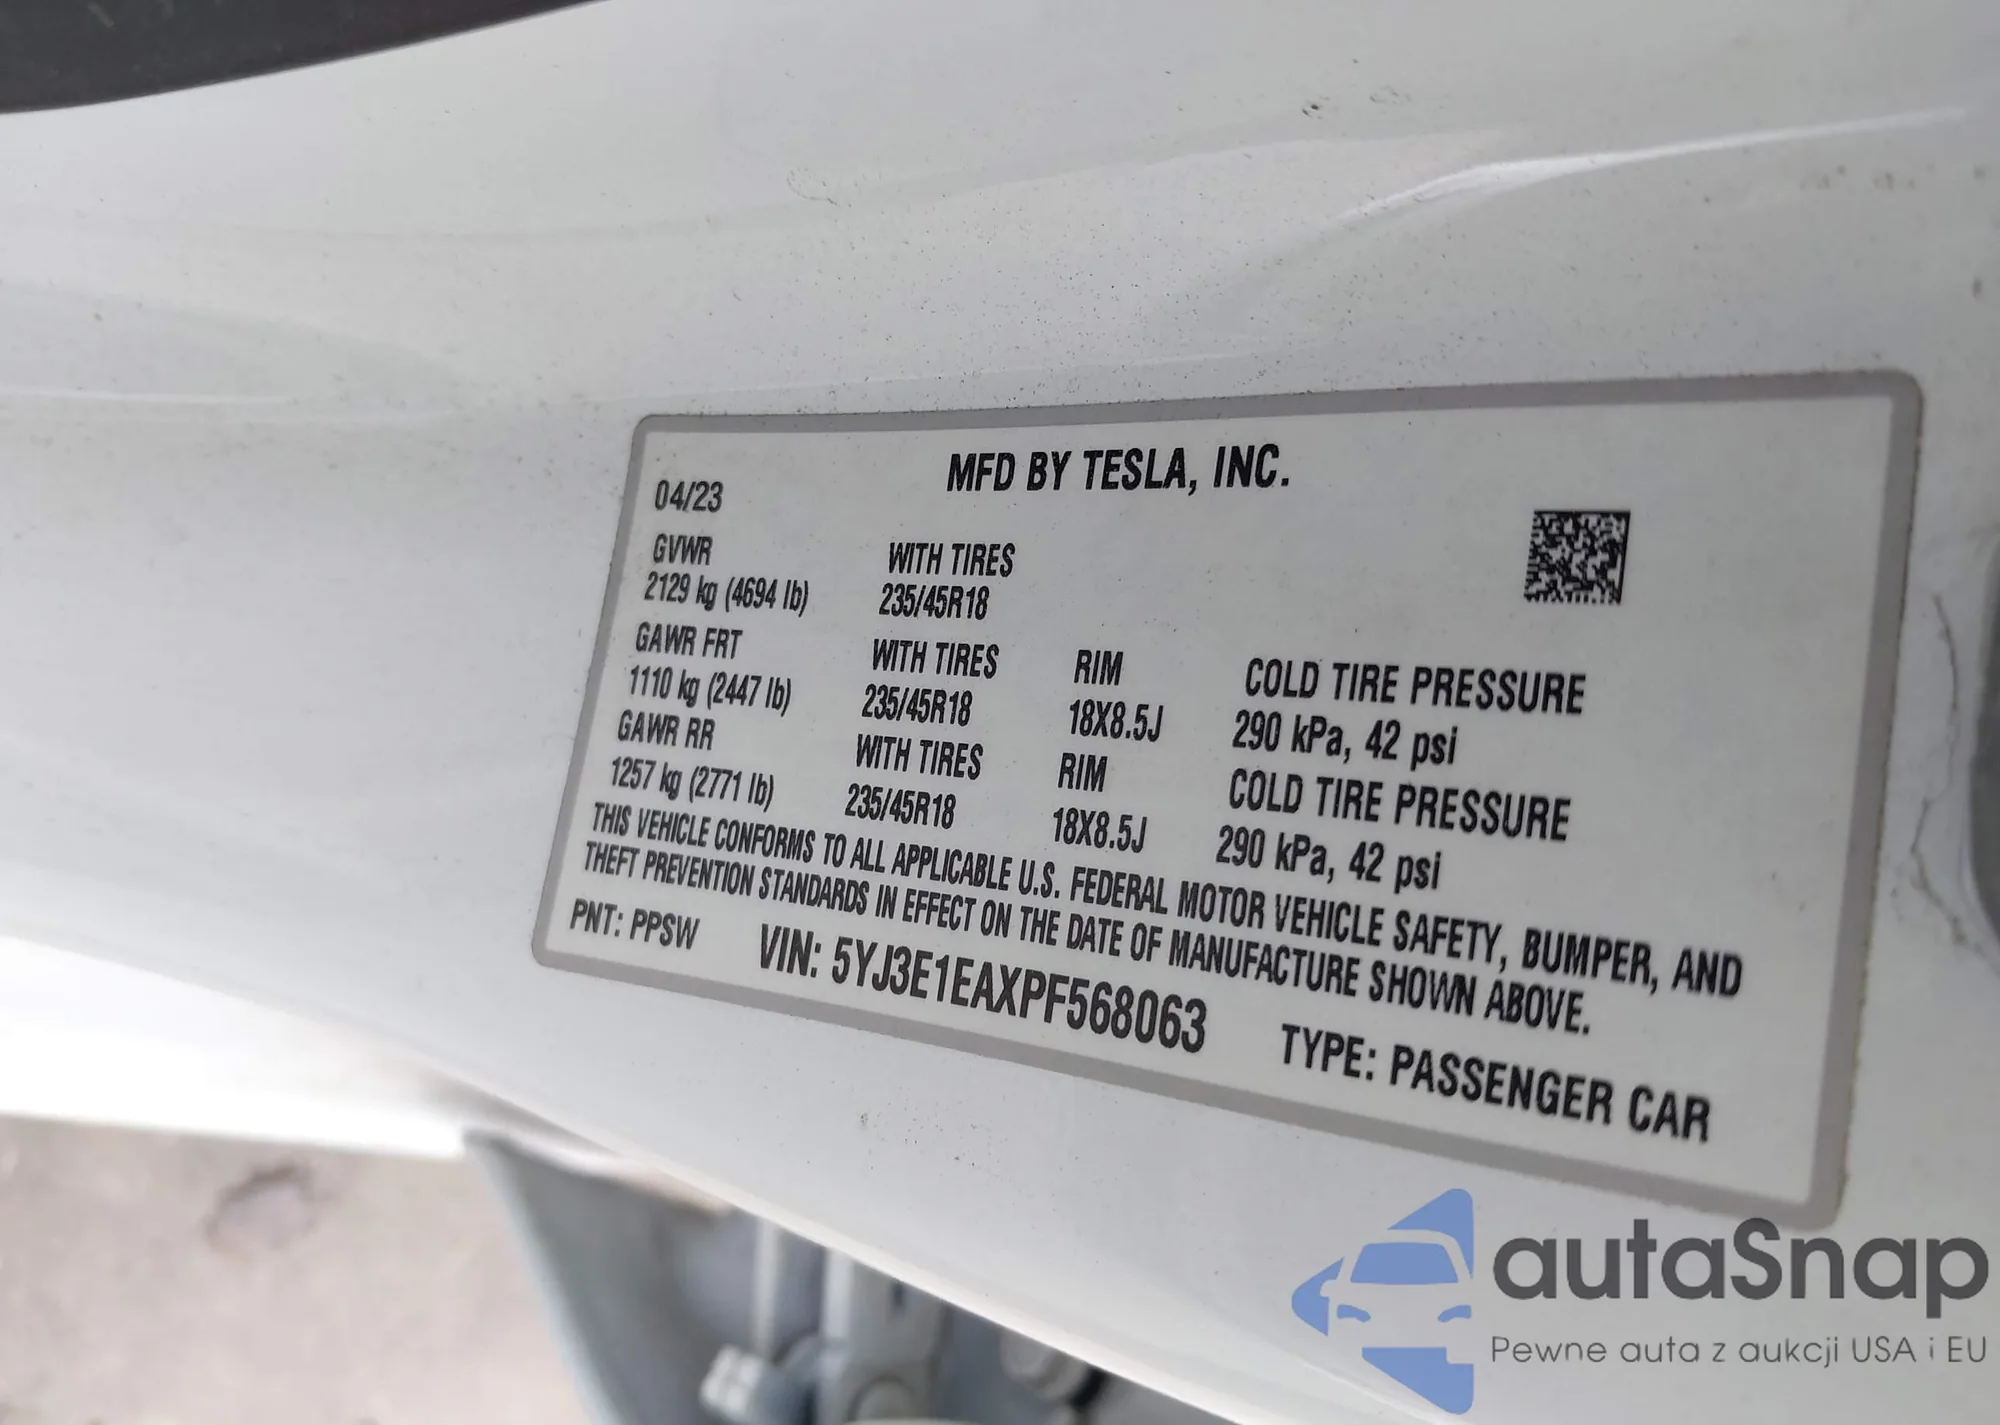 MFD BY TESLA, INC.
04/23
GVWR WITH TIRES
2129 kg (4694 lb) 235/45R18
GAWR FRT WITH TIRES RIM COLD TIRE PRESSURE
1110 kg (2447 lb) 235/45R18 18X8.5J 290 kPa, 42 psi
GAWR RR WITH TIRES RIM COLD TIRE PRESSURE
1257 kg (2771 lb) 235/45R18 18X8.5J 290 kPa, 42 psi
THIS VEHICLE CONFORMS TO ALL APPLICABLE U.S. FEDERAL MOTOR VEHICLE SAFETY, BUMPER, AND
THEFT PREVENTION STANDARDS IN EFFECT ON THE DATE OF MANUFACTURE SHOWN ABOVE.
PNT: PPSW VIN: 5YJ3E1EAXPF568063 TYPE: PASSENGER CAR
autaSnap
Pewne auta z aukcji USA i EU